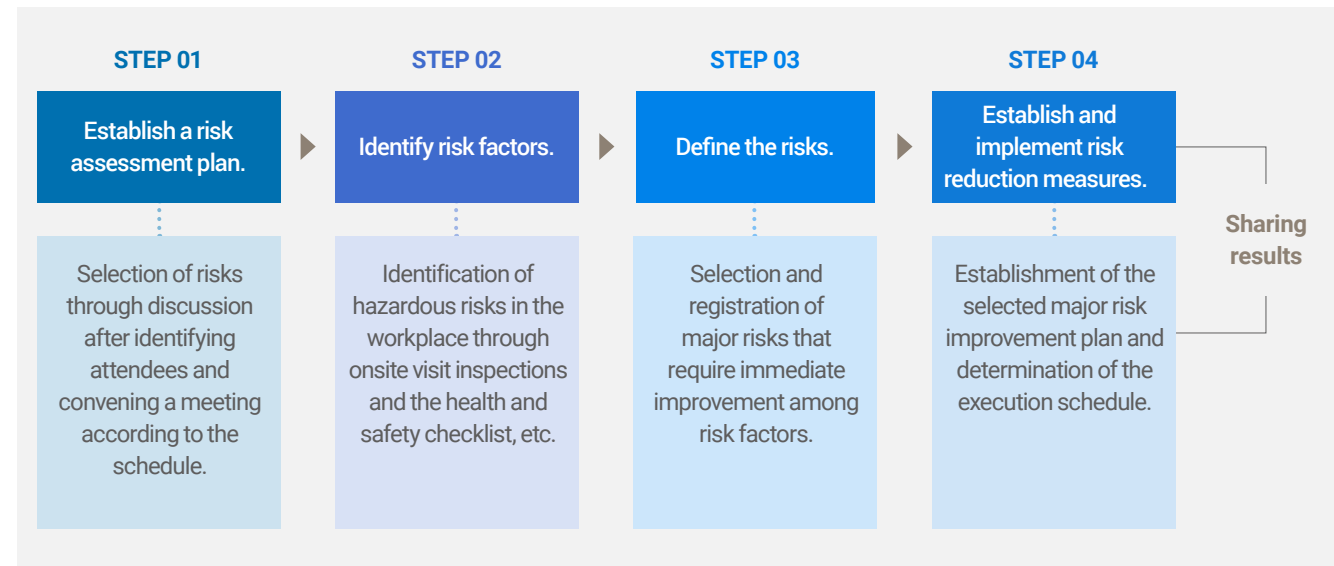 STEP 01
Establish a risk
assessment plan.
Selection of risks
through discussion
after identifying
attendees and
convening a meeting
according to the
schedule.
STEP 02
Identify risk factors.
Identification of
hazardous risks in the
workplace through
onsite visit inspections
and the health and
safety checklist, etc.
STEP 03
Define the risks.
Selection and
registration of
major risks that
require immediate
improvement among
risk factors.
STEP 04
Establish and
implement risk
reduction measures.
Establishment of the
selected major risk
improvement plan and
determination of the
execution schedule.
Sharing
results